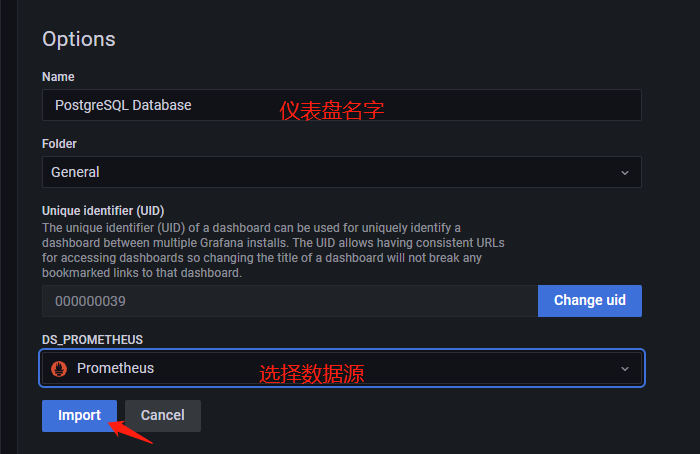 Options
Name
PostgreSQL Database 仪表盘名字
Folder
General
Unique identifier (UID)
The unique identifier (UID) of a dashboard can be used for uniquely identify a
dashboard between multiple Grafana installs. The UID allows having consistent URLs
for accessing dashboards so changing the title of a dashboard will not break any
bookmarked links to that dashboard.
000000039 Change uid
DS_PROMETHEUS
Prometheus 选择数据源
Import Cancel